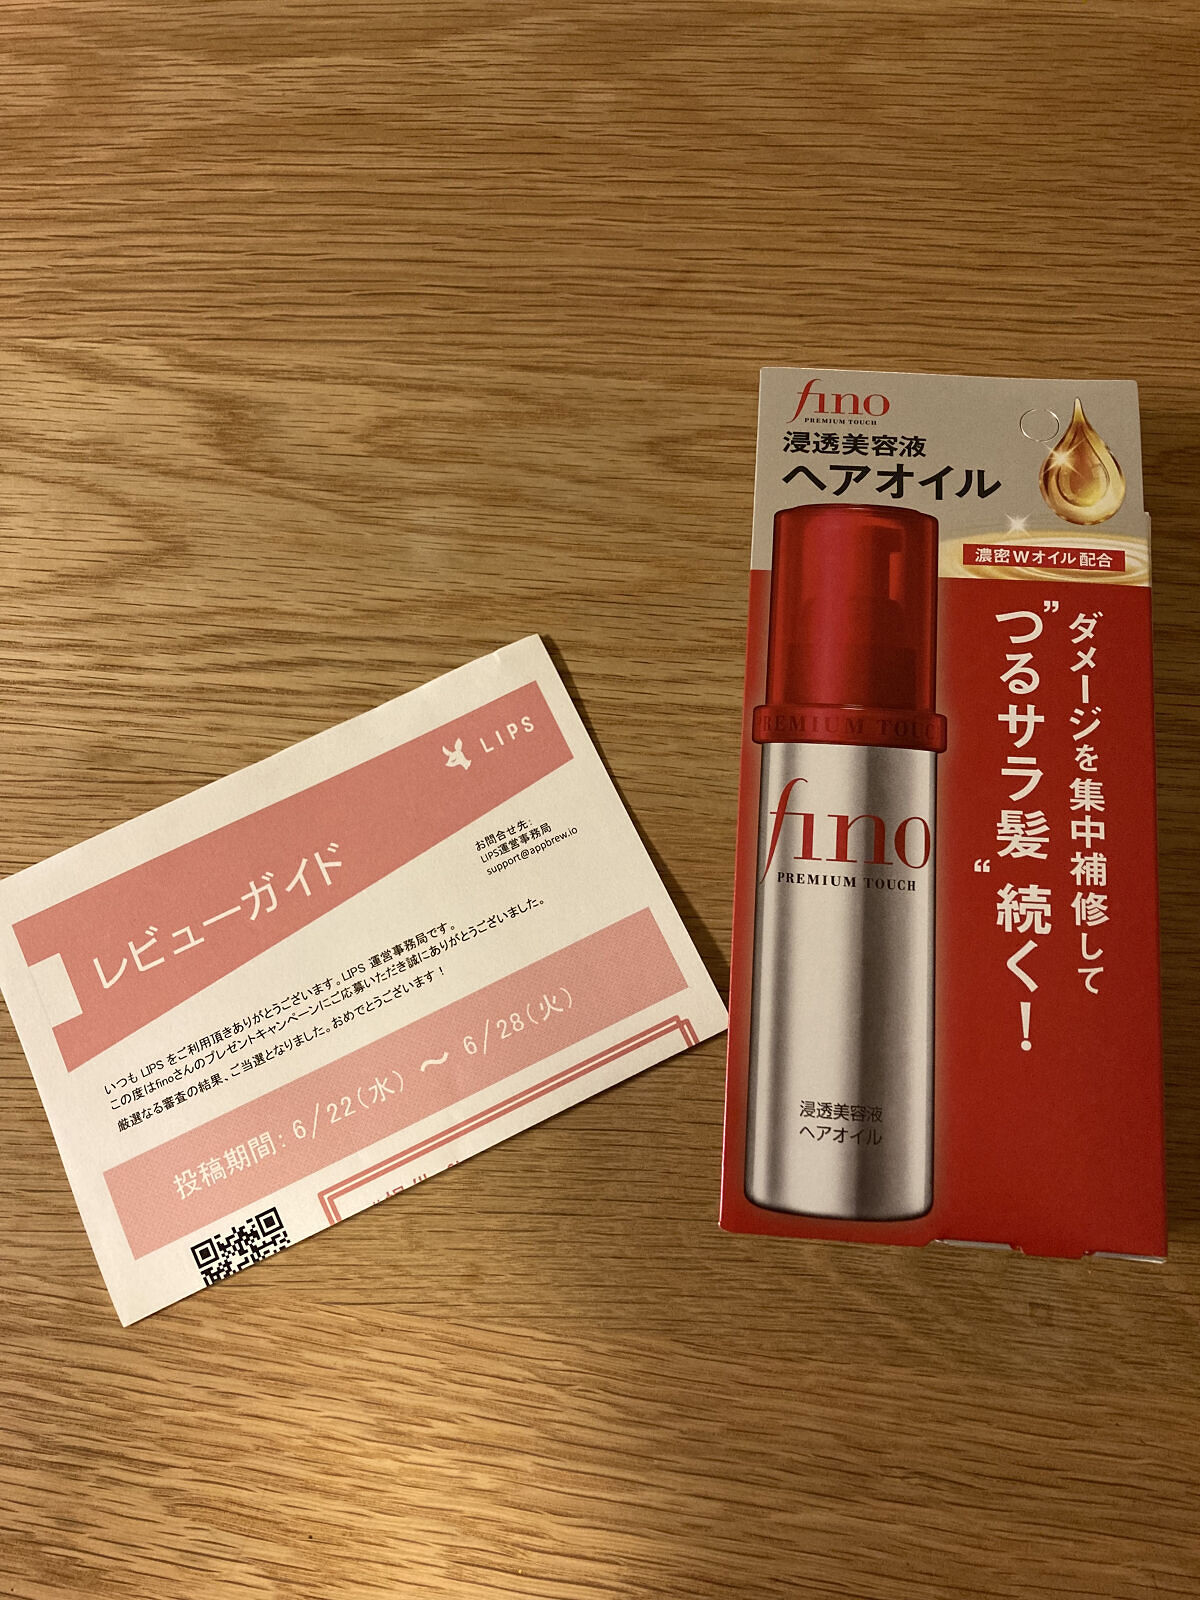 LIPS
レビューガイド
お問合せ先:
LIPS運営事務局
support@appbrew.io
いつも LIPS をご利用頂きありがとうございます。LIPS 運営事務局です。
この度はfinoさんのプレゼントキャンペーンにご応募いただき誠にありがとうございました。
厳選なる審査の結果、ご当選となりました。おめでとうございます！
投稿期間: 6/22(水) 〜 6/28(火)
fino
PREMIUM TOUCH
浸透美容液
ヘアオイル
濃密Wオイル配合
ダメージを集中補修して
”つるサラ髪“続く！
PREMIUM TOUC
fino
PREMIUM TOUCH
浸透美容液
ヘアオイル